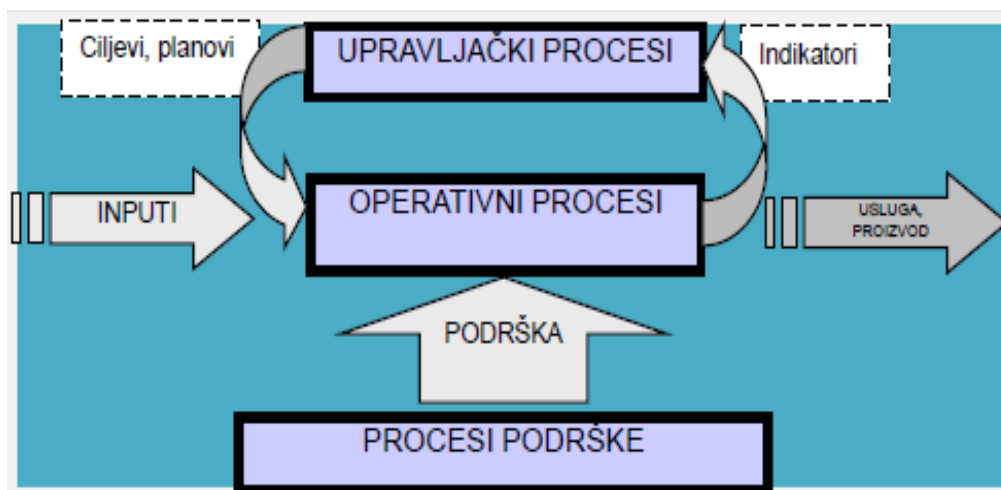 Ciljevi, planovi
UPRAVLJAČKI PROCESI
Indikatori
INPUTI
OPERATIVNI PROCESI
USLUGA,
PROIZVOD
PODRŠKA
PROCESI PODRŠKE